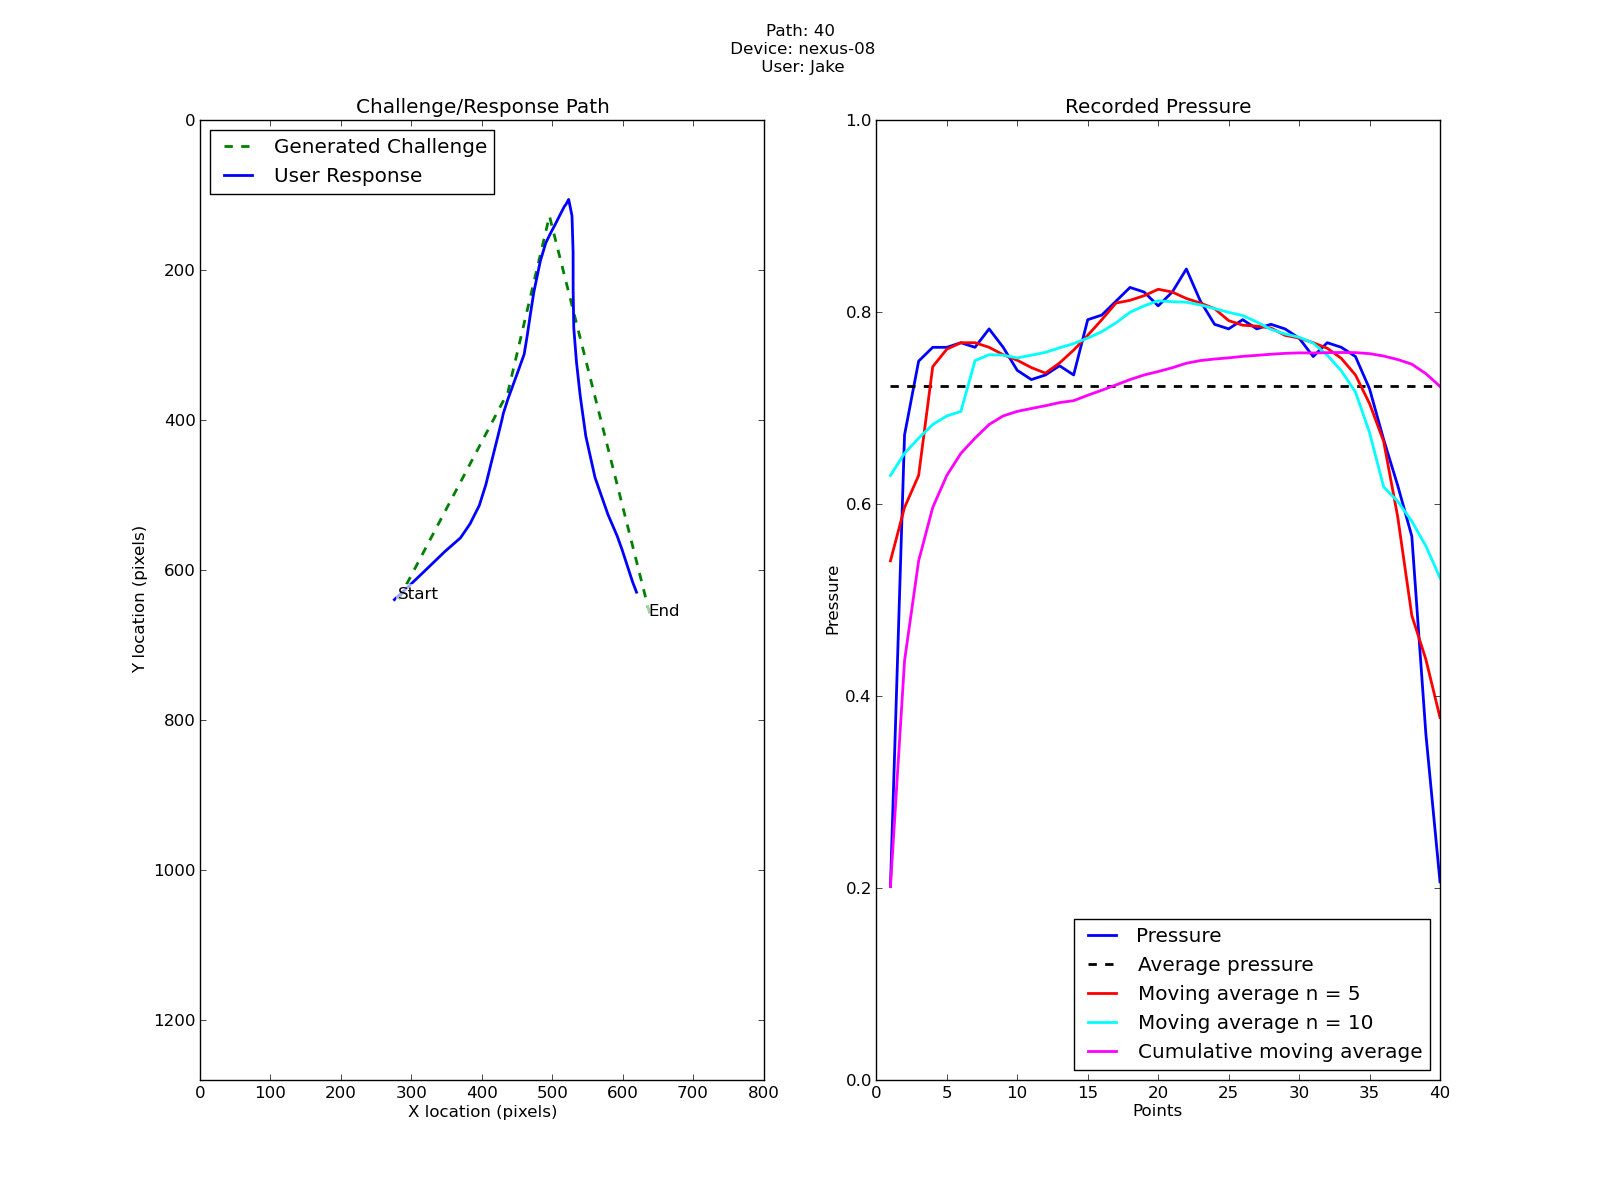 Path: 40
Device: nexus-08
User: Jake
Challenge/Response Path
Generated Challenge
User Response
0
200
400
600
800
1000
1200
Y location (pixels)
Start
End
0 100 200 300 400 500 600 700 800
X location (pixels)
Recorded Pressure
1.0
0.8
0.6
0.4
0.2
0.0
Pressure
Pressure
Average pressure
Moving average n = 5
Moving average n = 10
Cumulative moving average
0 5 10 15 20 25 30 35 40
Points